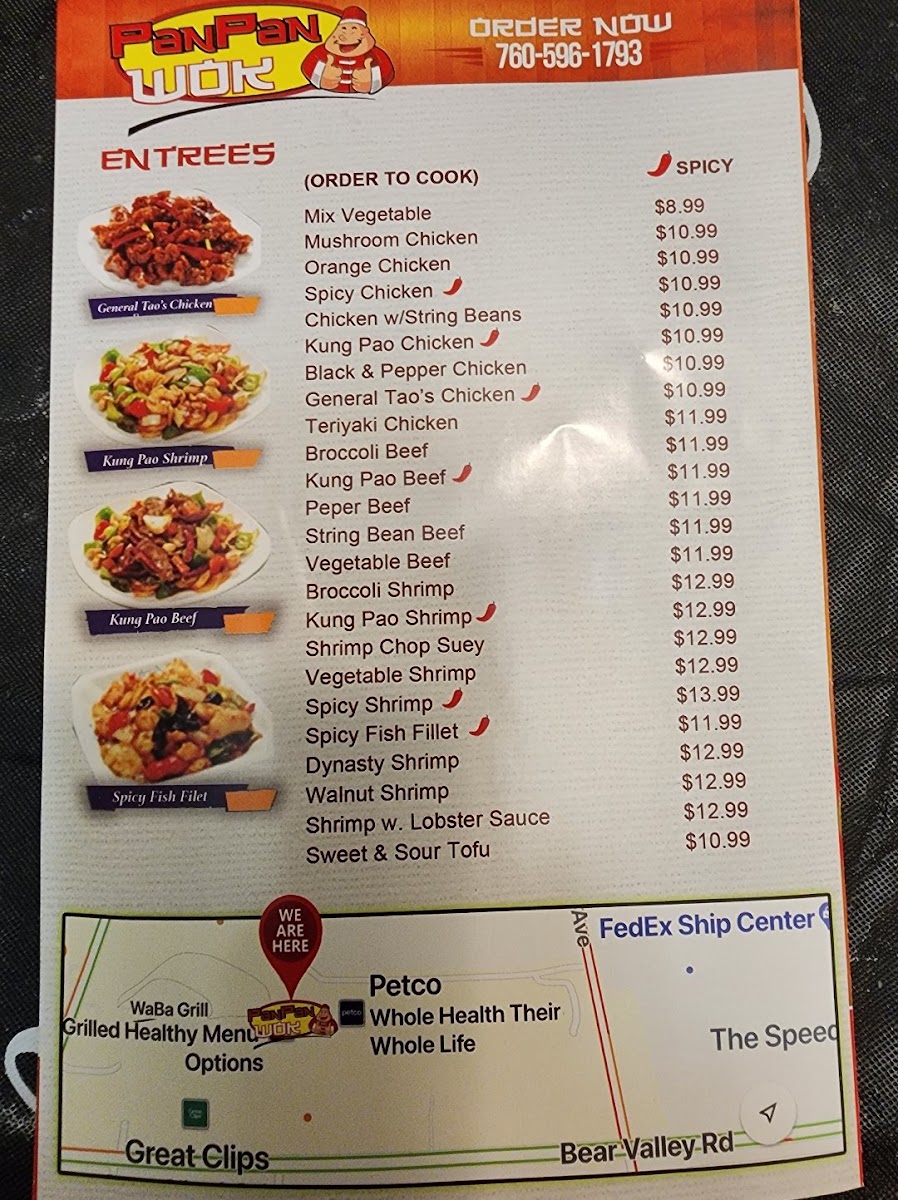 PanPan
WOK
ORDER NOW
760-596-1793
ENTREES
(ORDER TO COOK) SPICY
Mix Vegetable $8.99
Mushroom Chicken $10.99
Orange Chicken $10.99
Spicy Chicken $10.99
Chicken w/String Beans $10.99
Kung Pao Chicken $10.99
Black & Pepper Chicken $10.99
General Tao's Chicken $10.99
Teriyaki Chicken $11.99
Broccoli Beef $11.99
Kung Pao Beef $11.99
Peper Beef $11.99
String Bean Beef $11.99
Vegetable Beef $11.99
Broccoli Shrimp $12.99
Kung Pao Shrimp $12.99
Shrimp Chop Suey $12.99
Vegetable Shrimp $12.99
Spicy Shrimp $13.99
Spicy Fish Fillet $11.99
Dynasty Shrimp $12.99
Walnut Shrimp $12.99
Shrimp w. Lobster Sauce $12.99
Sweet & Sour Tofu $10.99
General Tao's Chicken
Kung Pao Shrimp
Kung Pao Beef
Spicy Fish Filet
WE
ARE
HERE
PanPan
WOK
WaBa Grill
Grilled Healthy Menu
Options
petco
Petco
Whole Health Their
Whole Life
Ave
FedEx Ship Center
The Speed
Great Clips
Great Clips
Bear Valley Rd